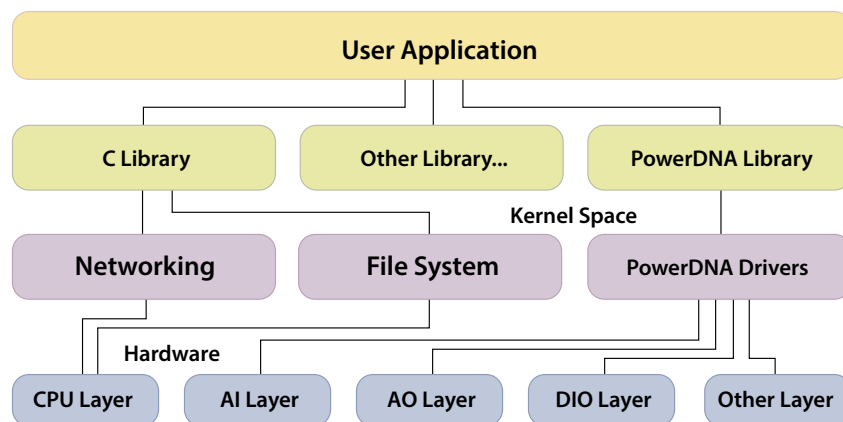 User Application
C Library
Other Library...
PowerDNA Library
Kernel Space
Networking
File System
PowerDNA Drivers
Hardware
CPU Layer
AI Layer
AO Layer
DIO Layer
Other Layer